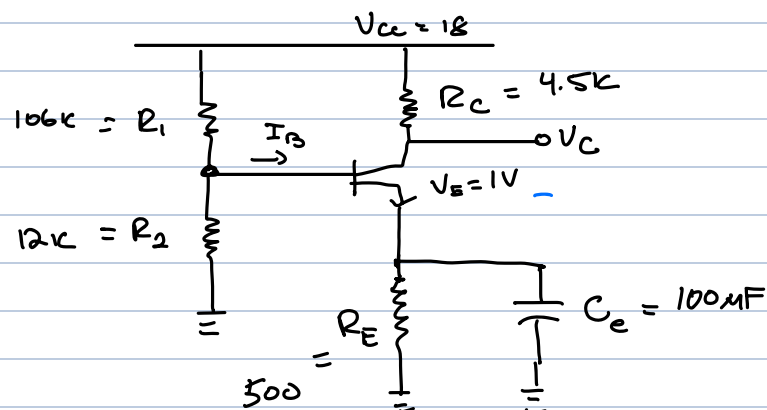 Vcc = 18
106K = R1
RC = 4.5K
IB
VC
VE = 1V
12K = R2
Ce = 100μF
RE
=
500